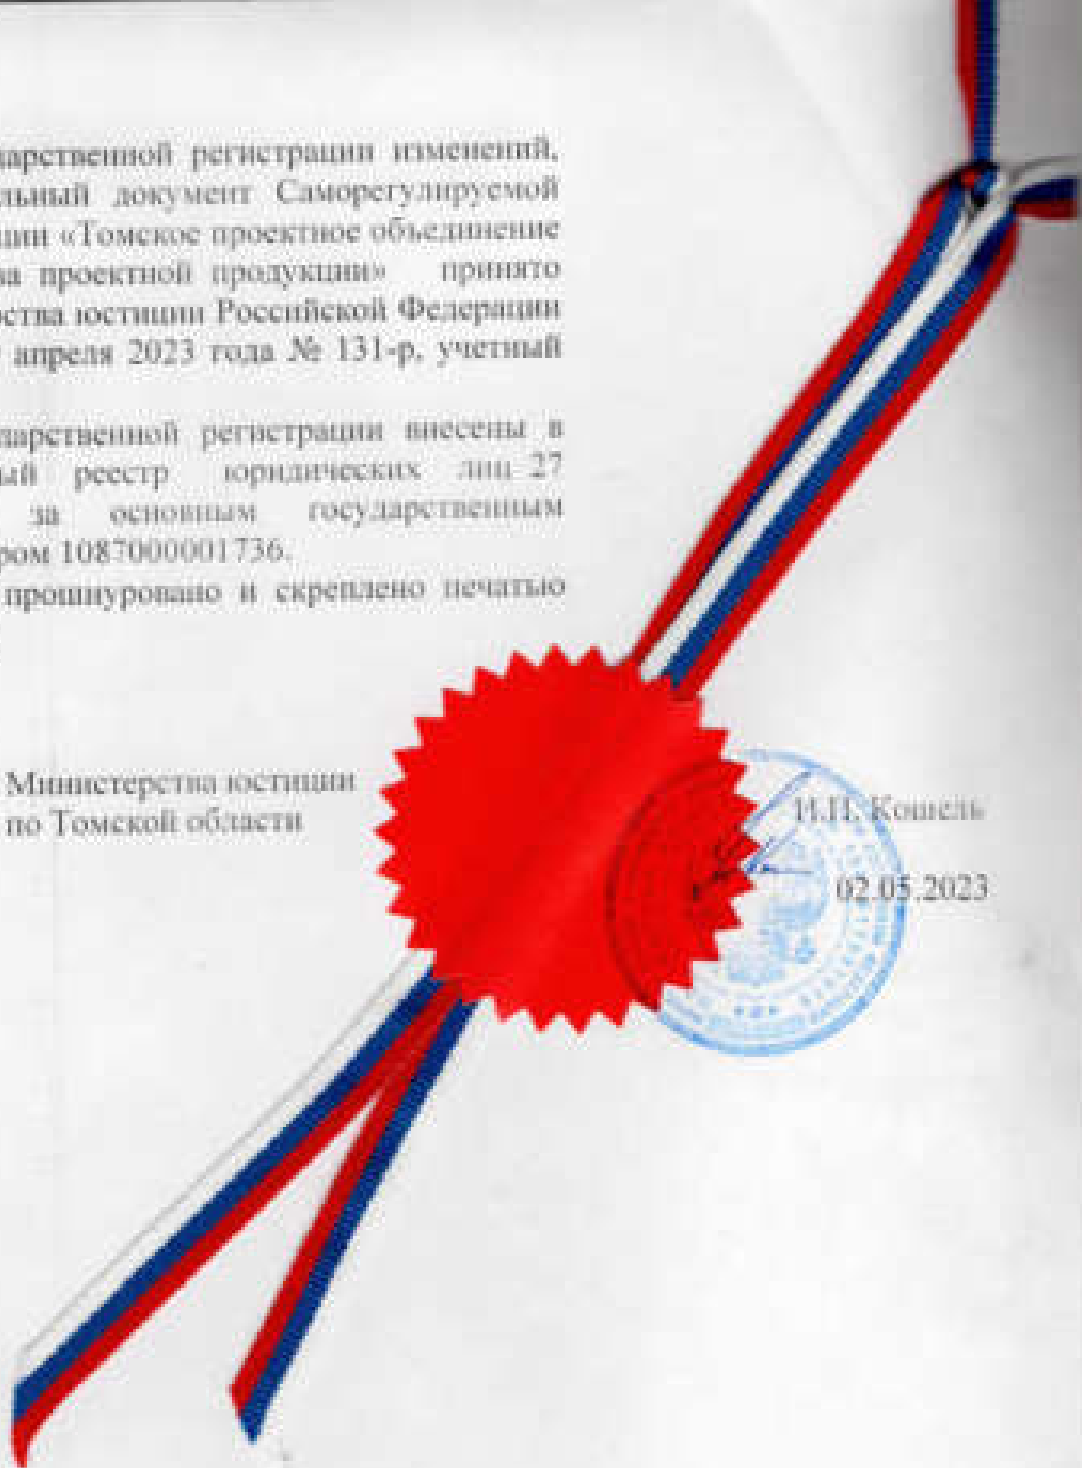 дарственной регистрации изменений,
льный документ Саморегулируемой
ции «Томское проектное объединение
ва проектной продукции» принято
рства юстиции Российской Федерации
апреля 2023 года № 131-р, учетный
дарственной регистрации внесены в
ый реестр юридических лиц 27
за основным государственным
ром 1087000001736.
прошнуровано и скреплено печатью
Министерства юстиции
по Томской области
И.П. Кошель
02.05.2023